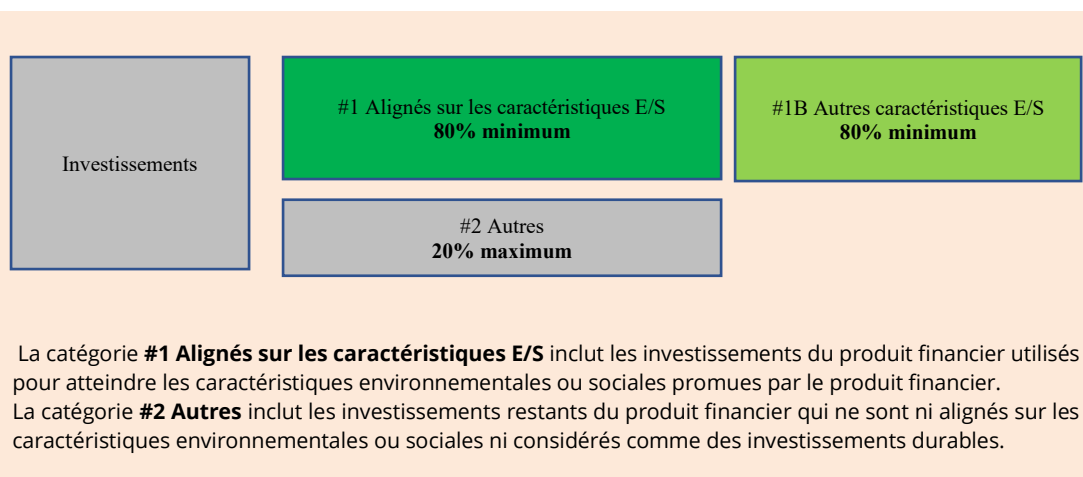 Investissements
#1 Alignés sur les caractéristiques E/S
80% minimum
#1B Autres caractéristiques E/S
80% minimum
#2 Autres
20% maximum
La catégorie #1 Alignés sur les caractéristiques E/S inclut les investissements du produit financier utilisés
pour atteindre les caractéristiques environnementales ou sociales promues par le produit financier.
La catégorie #2 Autres inclut les investissements restants du produit financier qui ne sont ni alignés sur les
caractéristiques environnementales ou sociales ni considérés comme des investissements durables.